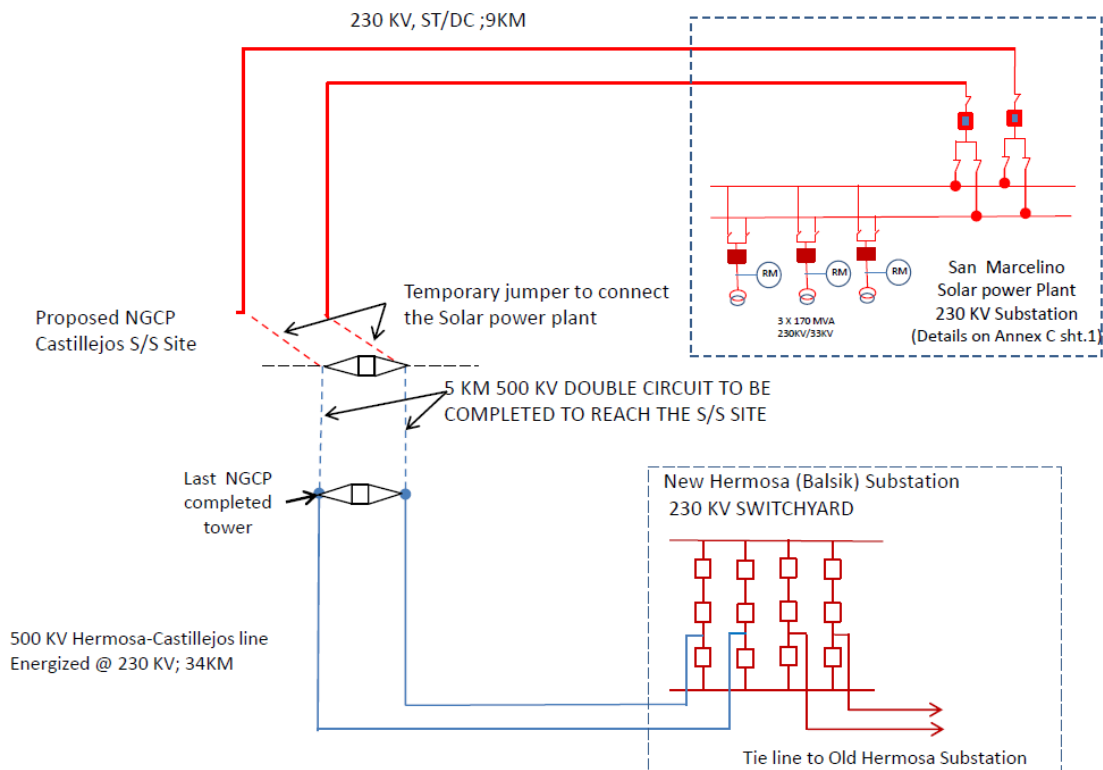 230 KV, ST/DC ;9KM
RM
RM
RM
3 X 170 MVA
230KV/33KV
San Marcelino
Solar power Plant
230 KV Substation
(Details on Annex C sht.1)
Temporary jumper to connect
the Solar power plant
Proposed NGCP
Castillejos S/S Site
5 KM 500 KV DOUBLE CIRCUIT TO BE
COMPLETED TO REACH THE S/S SITE
Last NGCP
completed
tower
New Hermosa (Balsik) Substation
230 KV SWITCHYARD
500 KV Hermosa-Castillejos line
Energized @ 230 KV; 34KM
Tie line to Old Hermosa Substation